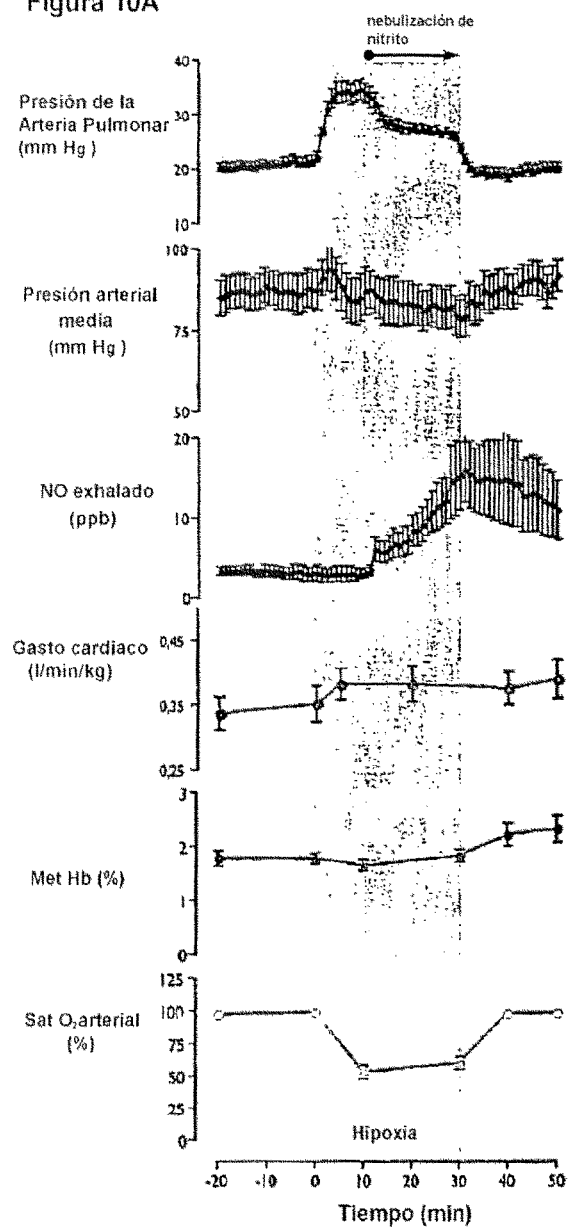 Figura 10A
nebulización de
nitrito
Presión de la
Arteria Pulmonar
(mm Hg )
40
30
20
10
Presión arterial
media
(mm Hg )
100
75
50
NO exhalado
(ppb)
20
10
0
Gasto cardiaco
(l/min/kg)
0,45
0,35
0,25
Met Hb (%)
3
2
1
0
Sat O₂arterial
(%)
125
100
75
50
25
0
Hipoxia
-20 -10 0 10 20 30 40 50
Tiempo (min)